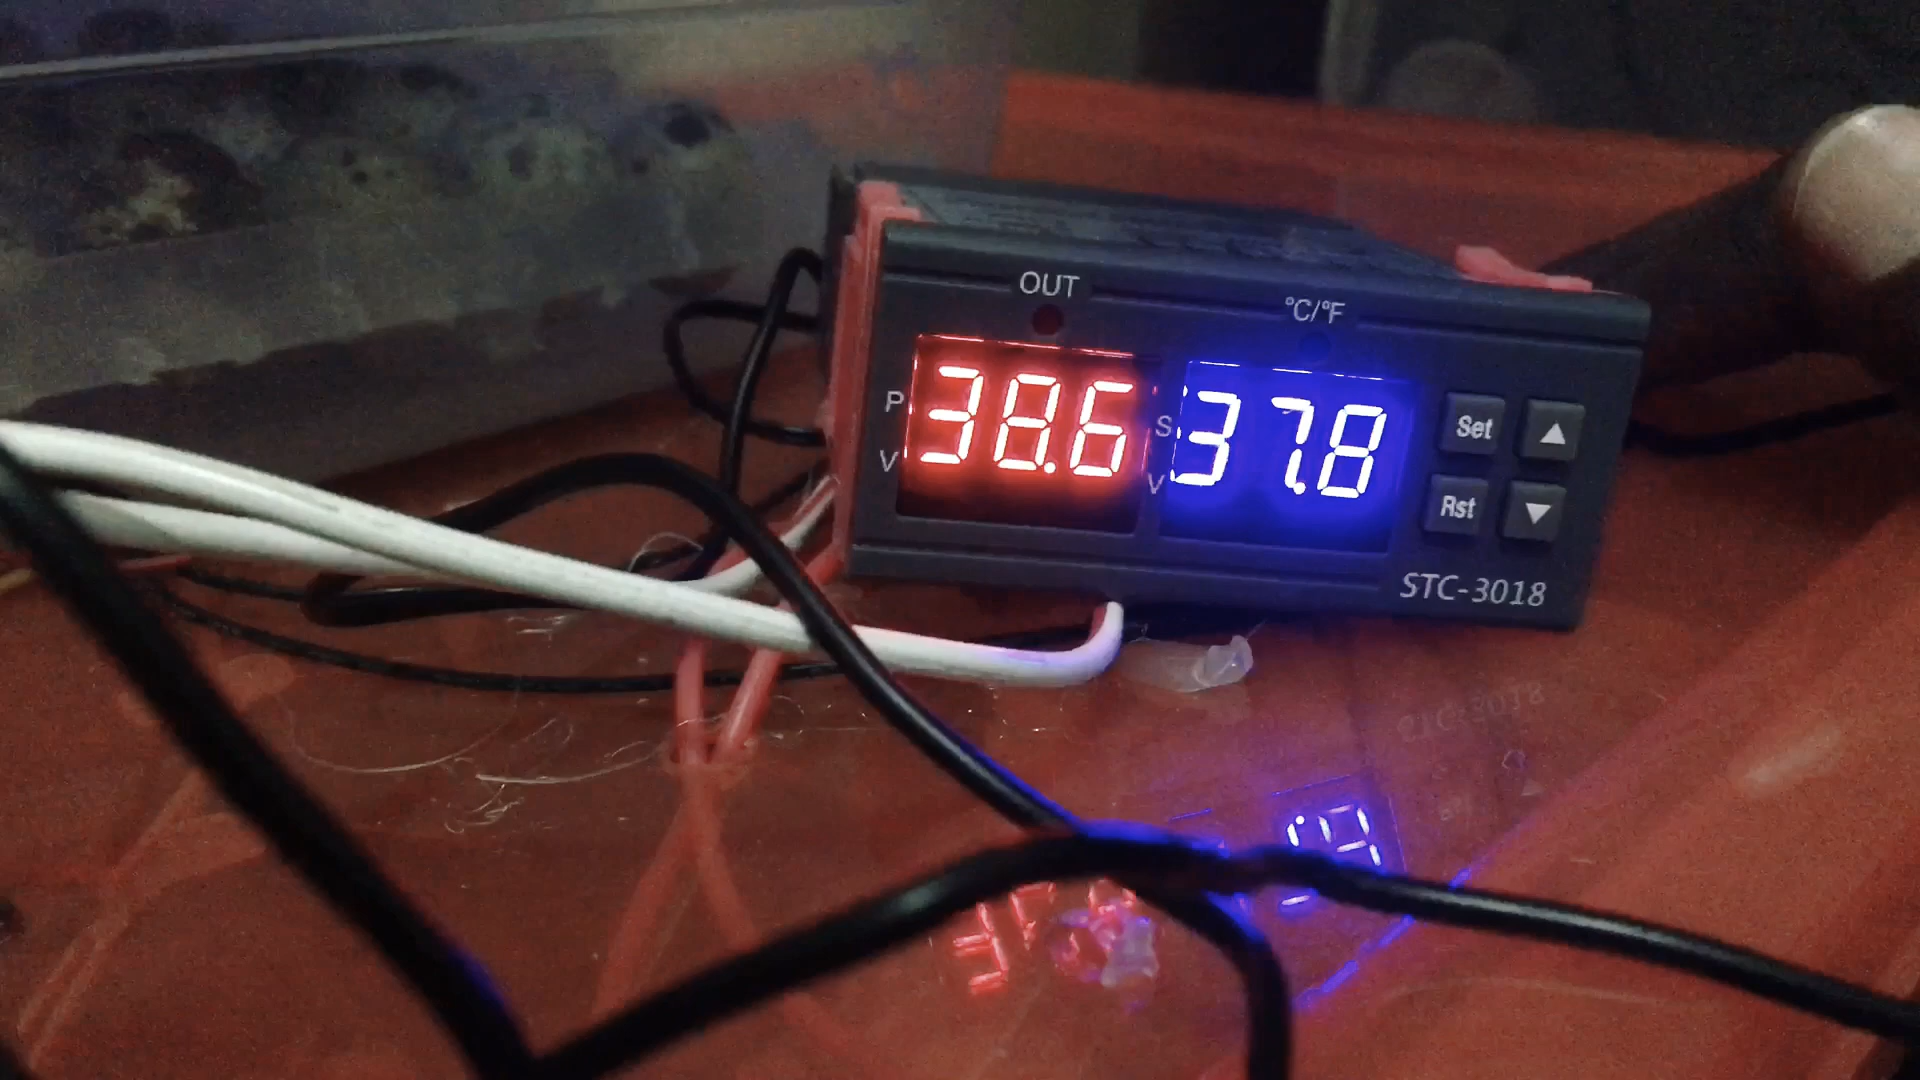 OUT
°C/°F
P V 38.6
S V 37.8
Set ▲
Rst ▼
STC-3018